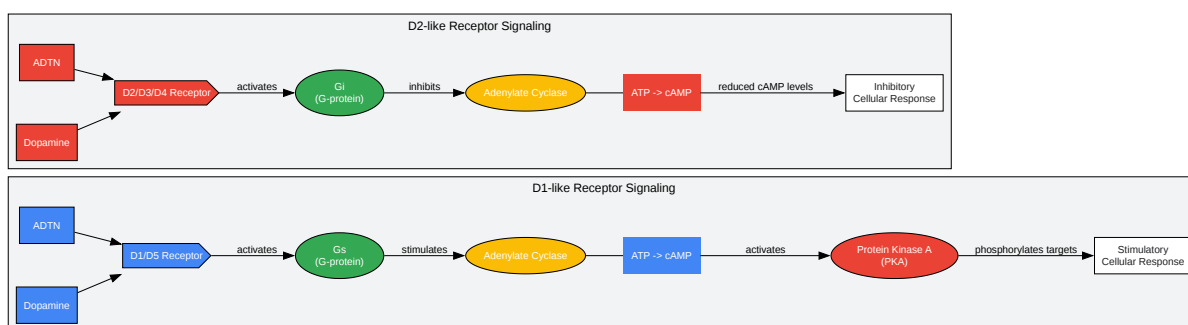 D2-like Receptor Signaling
ADTN
Dopamine
D2/D3/D4 Receptor
activates
Gi
(G-protein)
inhibits
Adenylate Cyclase
ATP -> cAMP
reduced cAMP levels
Inhibitory
Cellular Response
D1-like Receptor Signaling
ADTN
Dopamine
D1/D5 Receptor
activates
Gs
(G-protein)
stimulates
Adenylate Cyclase
ATP -> cAMP
activates
Protein Kinase A
(PKA)
phosphorylates targets
Stimulatory
Cellular Response